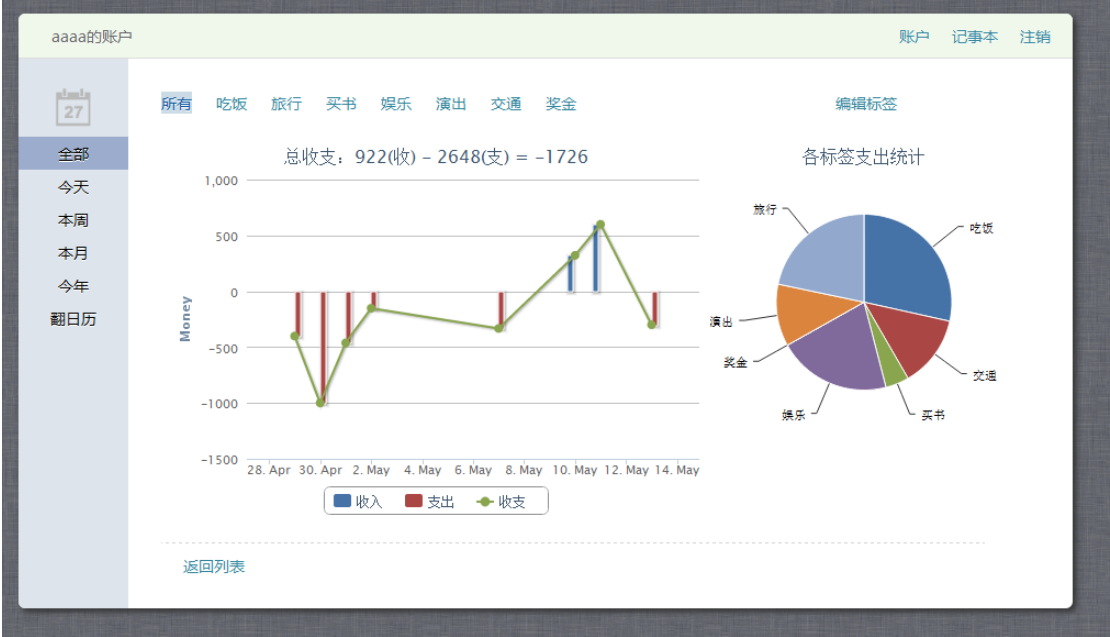 aaaa的账户 账户 记事本 注销
27
全部
今天
本周
本月
今年
翻日历
所有 吃饭 旅行 买书 娱乐 演出 交通 奖金 编辑标签
总收支：922(收) - 2648(支) = -1726
1,000
500
0
-500
-1000
-1500
Money
28. Apr 30. Apr 2. May 4. May 6. May 8. May 10. May 12. May 14. May
收入 支出 收支
各标签支出统计
旅行
吃饭
演出
奖金
交通
娱乐
买书
返回列表